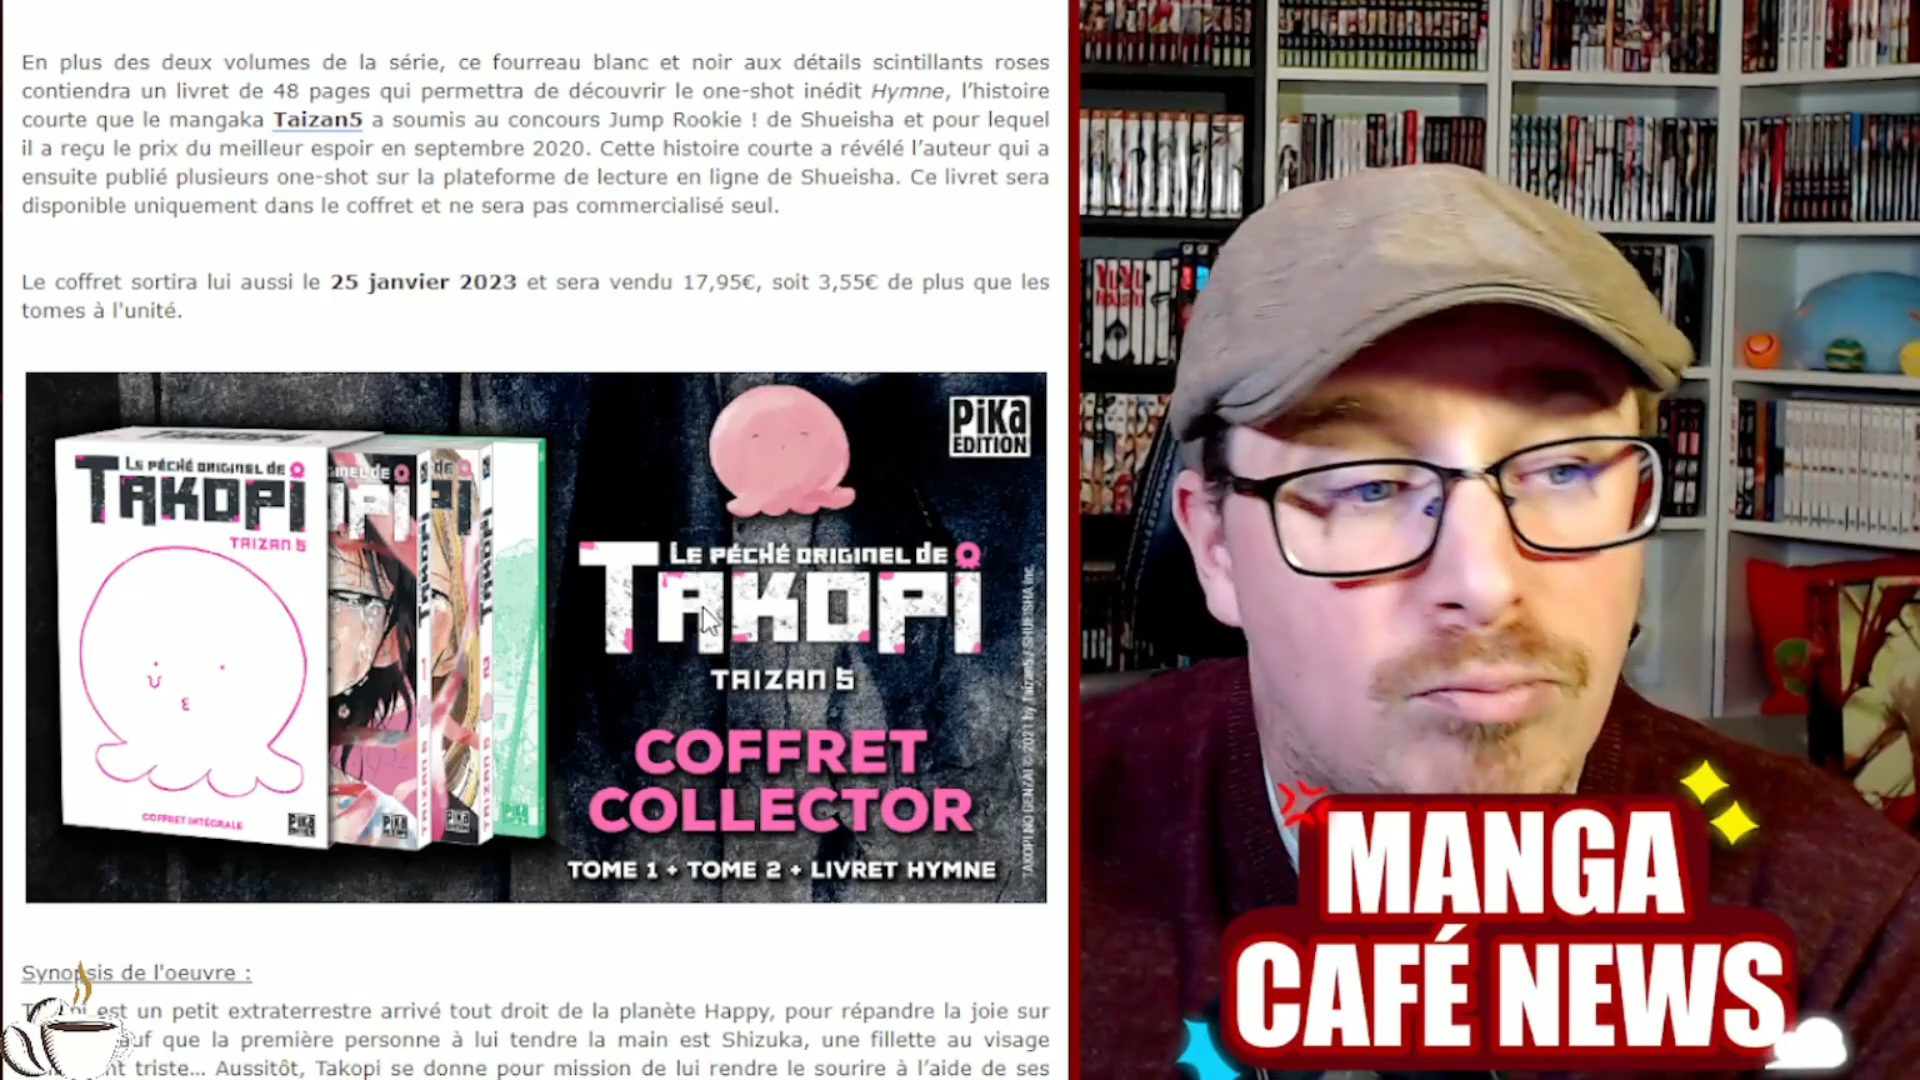 En plus des deux volumes de la série, ce fourreau blanc et noir aux détails scintillants roses
contiendra un livret de 48 pages qui permettra de découvrir le one-shot inédit Hymne, l’histoire
courte que le mangaka Taizan5 a soumis au concours Jump Rookie ! de Shueisha et pour lequel
il a reçu le prix du meilleur espoir en septembre 2020. Cette histoire courte a révélé l’auteur qui a
ensuite publié plusieurs one-shot sur la plateforme de lecture en ligne de Shueisha. Ce livret sera
disponible uniquement dans le coffret et ne sera pas commercialisé seul.
Le coffret sortira lui aussi le 25 janvier 2023 et sera vendu 17,95€, soit 3,55€ de plus que les
tomes à l'unité.
LE PÉCHÉ ORIGINEL DE
TAKOPI
TAIZAN 5
COFFRET INTÉGRALE
PIKA
EDITION
LE PÉCHÉ ORIGINEL DE
TAKOPI
TAIZAN 5
COFFRET
COLLECTOR
TOME 1 + TOME 2 + LIVRET HYMNE
TAKOPI NO GENZAI © 2021 by Taizan5 / SHUEISHA Inc.
Synopsis de l'oeuvre :
est un petit extraterrestre arrivé tout droit de la planète Happy, pour répandre la joie sur
que la première personne à lui tendre la main est Shizuka, une fillette au visage
triste... Aussitôt, Takopi se donne pour mission de lui rendre le sourire à l’aide de ses
MANGA
CAFÉ NEWS